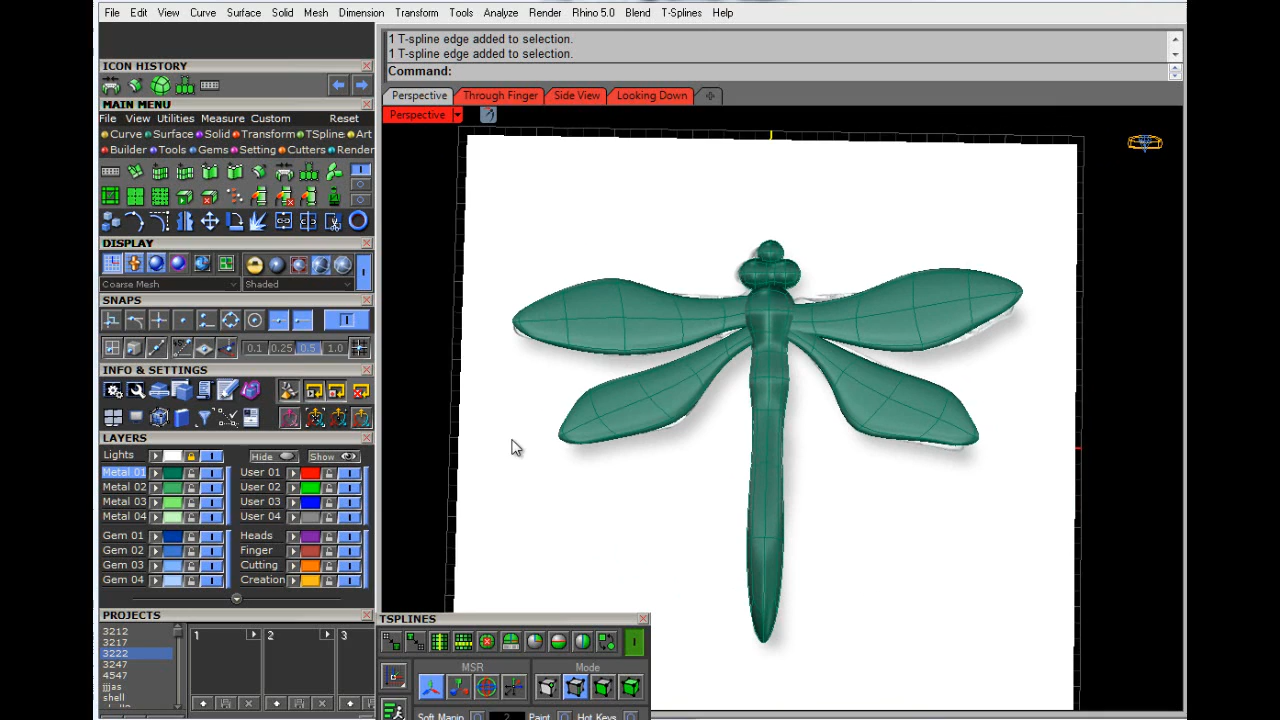 File Edit View Curve Surface Solid Mesh Dimension Transform Tools Analyze Render Rhino 5.0 Blend T-Splines Help
1 T-spline edge added to selection.
1 T-spline edge added to selection.
Command:
Perspective Through Finger Side View Looking Down
Perspective
ICON HISTORY
MAIN MENU
File View Utilities Measure Custom Reset
Curve Surface Solid Transform TSpline Art
Builder Tools Gems Setting Cutters Render
DISPLAY
Coarse Mesh Shaded
SNAPS
0.1 0.25 0.5 1.0
INFO & SETTINGS
LAYERS
Lights Hide Show
Metal 01 User 01
Metal 02 User 02
Metal 03 User 03
Metal 04 User 04
Gem 01 Heads
Gem 02 Finger
Gem 03 Cutting
Gem 04 Creation
PROJECTS
3212
3217
3222
3247
4547
jjjas
shell
1 2 3
TSPLINES
MSR Mode
Soft Manip 2 Paint Hot Keys